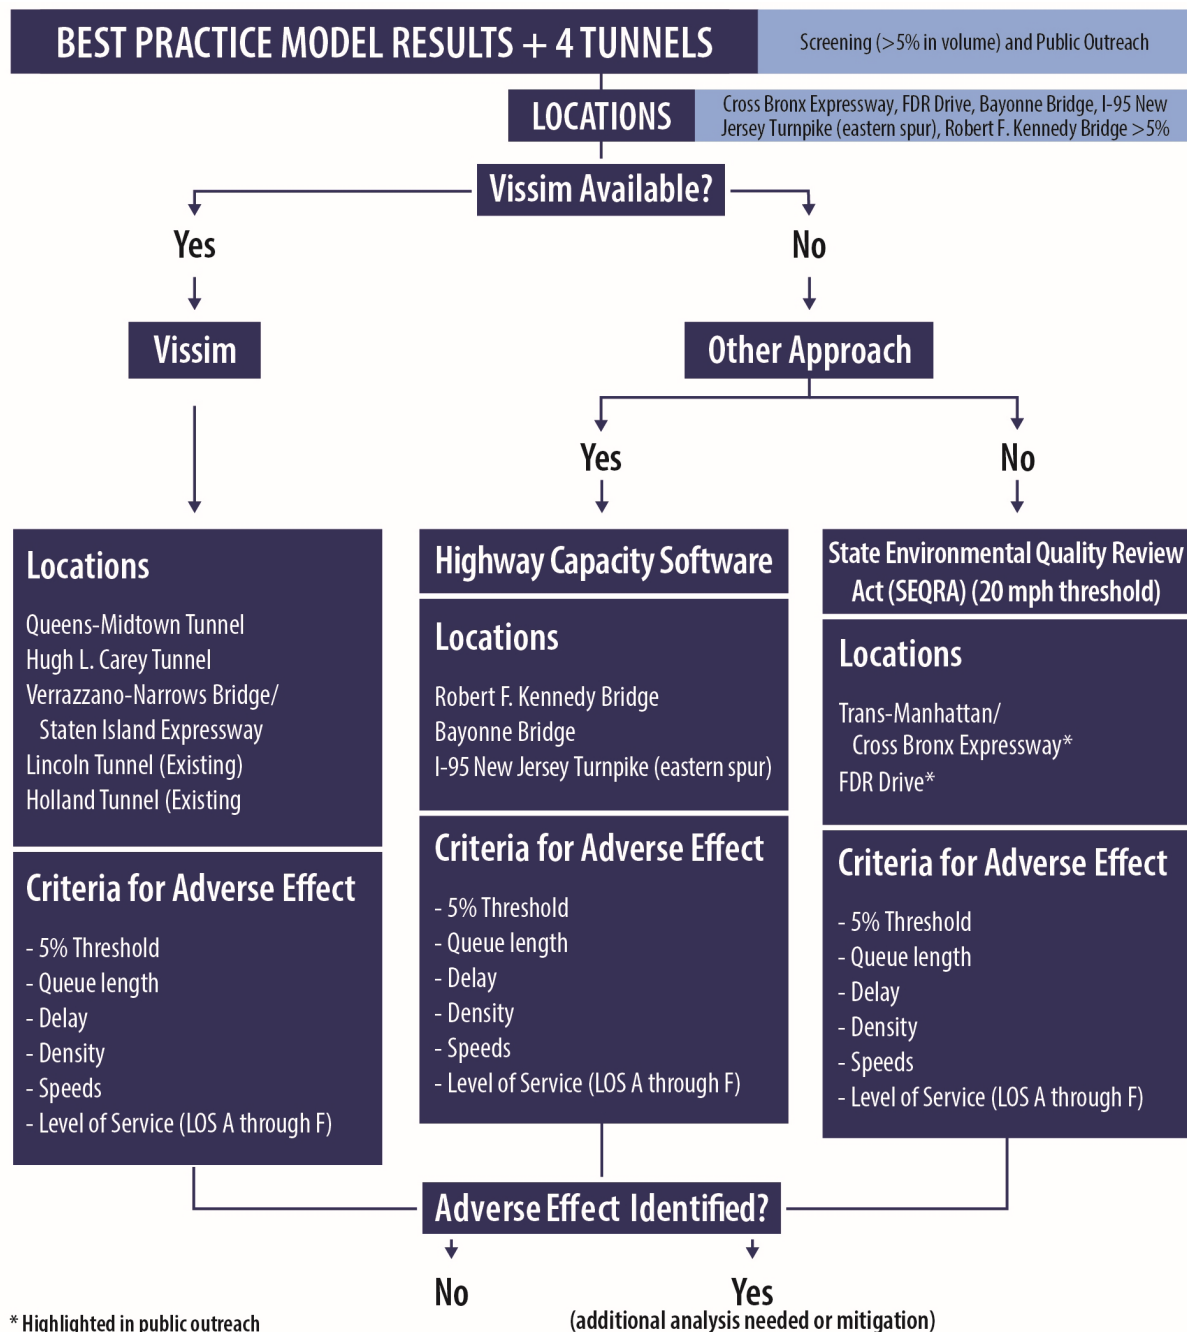 BEST PRACTICE MODEL RESULTS + 4 TUNNELS
Screening (>5% in volume) and Public Outreach
LOCATIONS
Cross Bronx Expressway, FDR Drive, Bayonne Bridge, I-95 New
Jersey Turnpike (eastern spur), Robert F. Kennedy Bridge >5%
Vissim Available?
Yes
No
Vissim
Other Approach
Yes
No
Locations
Queens-Midtown Tunnel
Hugh L. Carey Tunnel
Verrazzano-Narrows Bridge/
Staten Island Expressway
Lincoln Tunnel (Existing)
Holland Tunnel (Existing
Criteria for Adverse Effect
- 5% Threshold
- Queue length
- Delay
- Density
- Speeds
- Level of Service (LOS A through F)
Highway Capacity Software
Locations
Robert F. Kennedy Bridge
Bayonne Bridge
I-95 New Jersey Turnpike (eastern spur)
Criteria for Adverse Effect
- 5% Threshold
- Queue length
- Delay
- Density
- Speeds
- Level of Service (LOS A through F)
State Environmental Quality Review
Act (SEQRA) (20 mph threshold)
Locations
Trans-Manhattan/
Cross Bronx Expressway*
FDR Drive*
Criteria for Adverse Effect
- 5% Threshold
- Queue length
- Delay
- Density
- Speeds
- Level of Service (LOS A through F)
Adverse Effect Identified?
No
Yes
(additional analysis needed or mitigation)
* Highlighted in public outreach